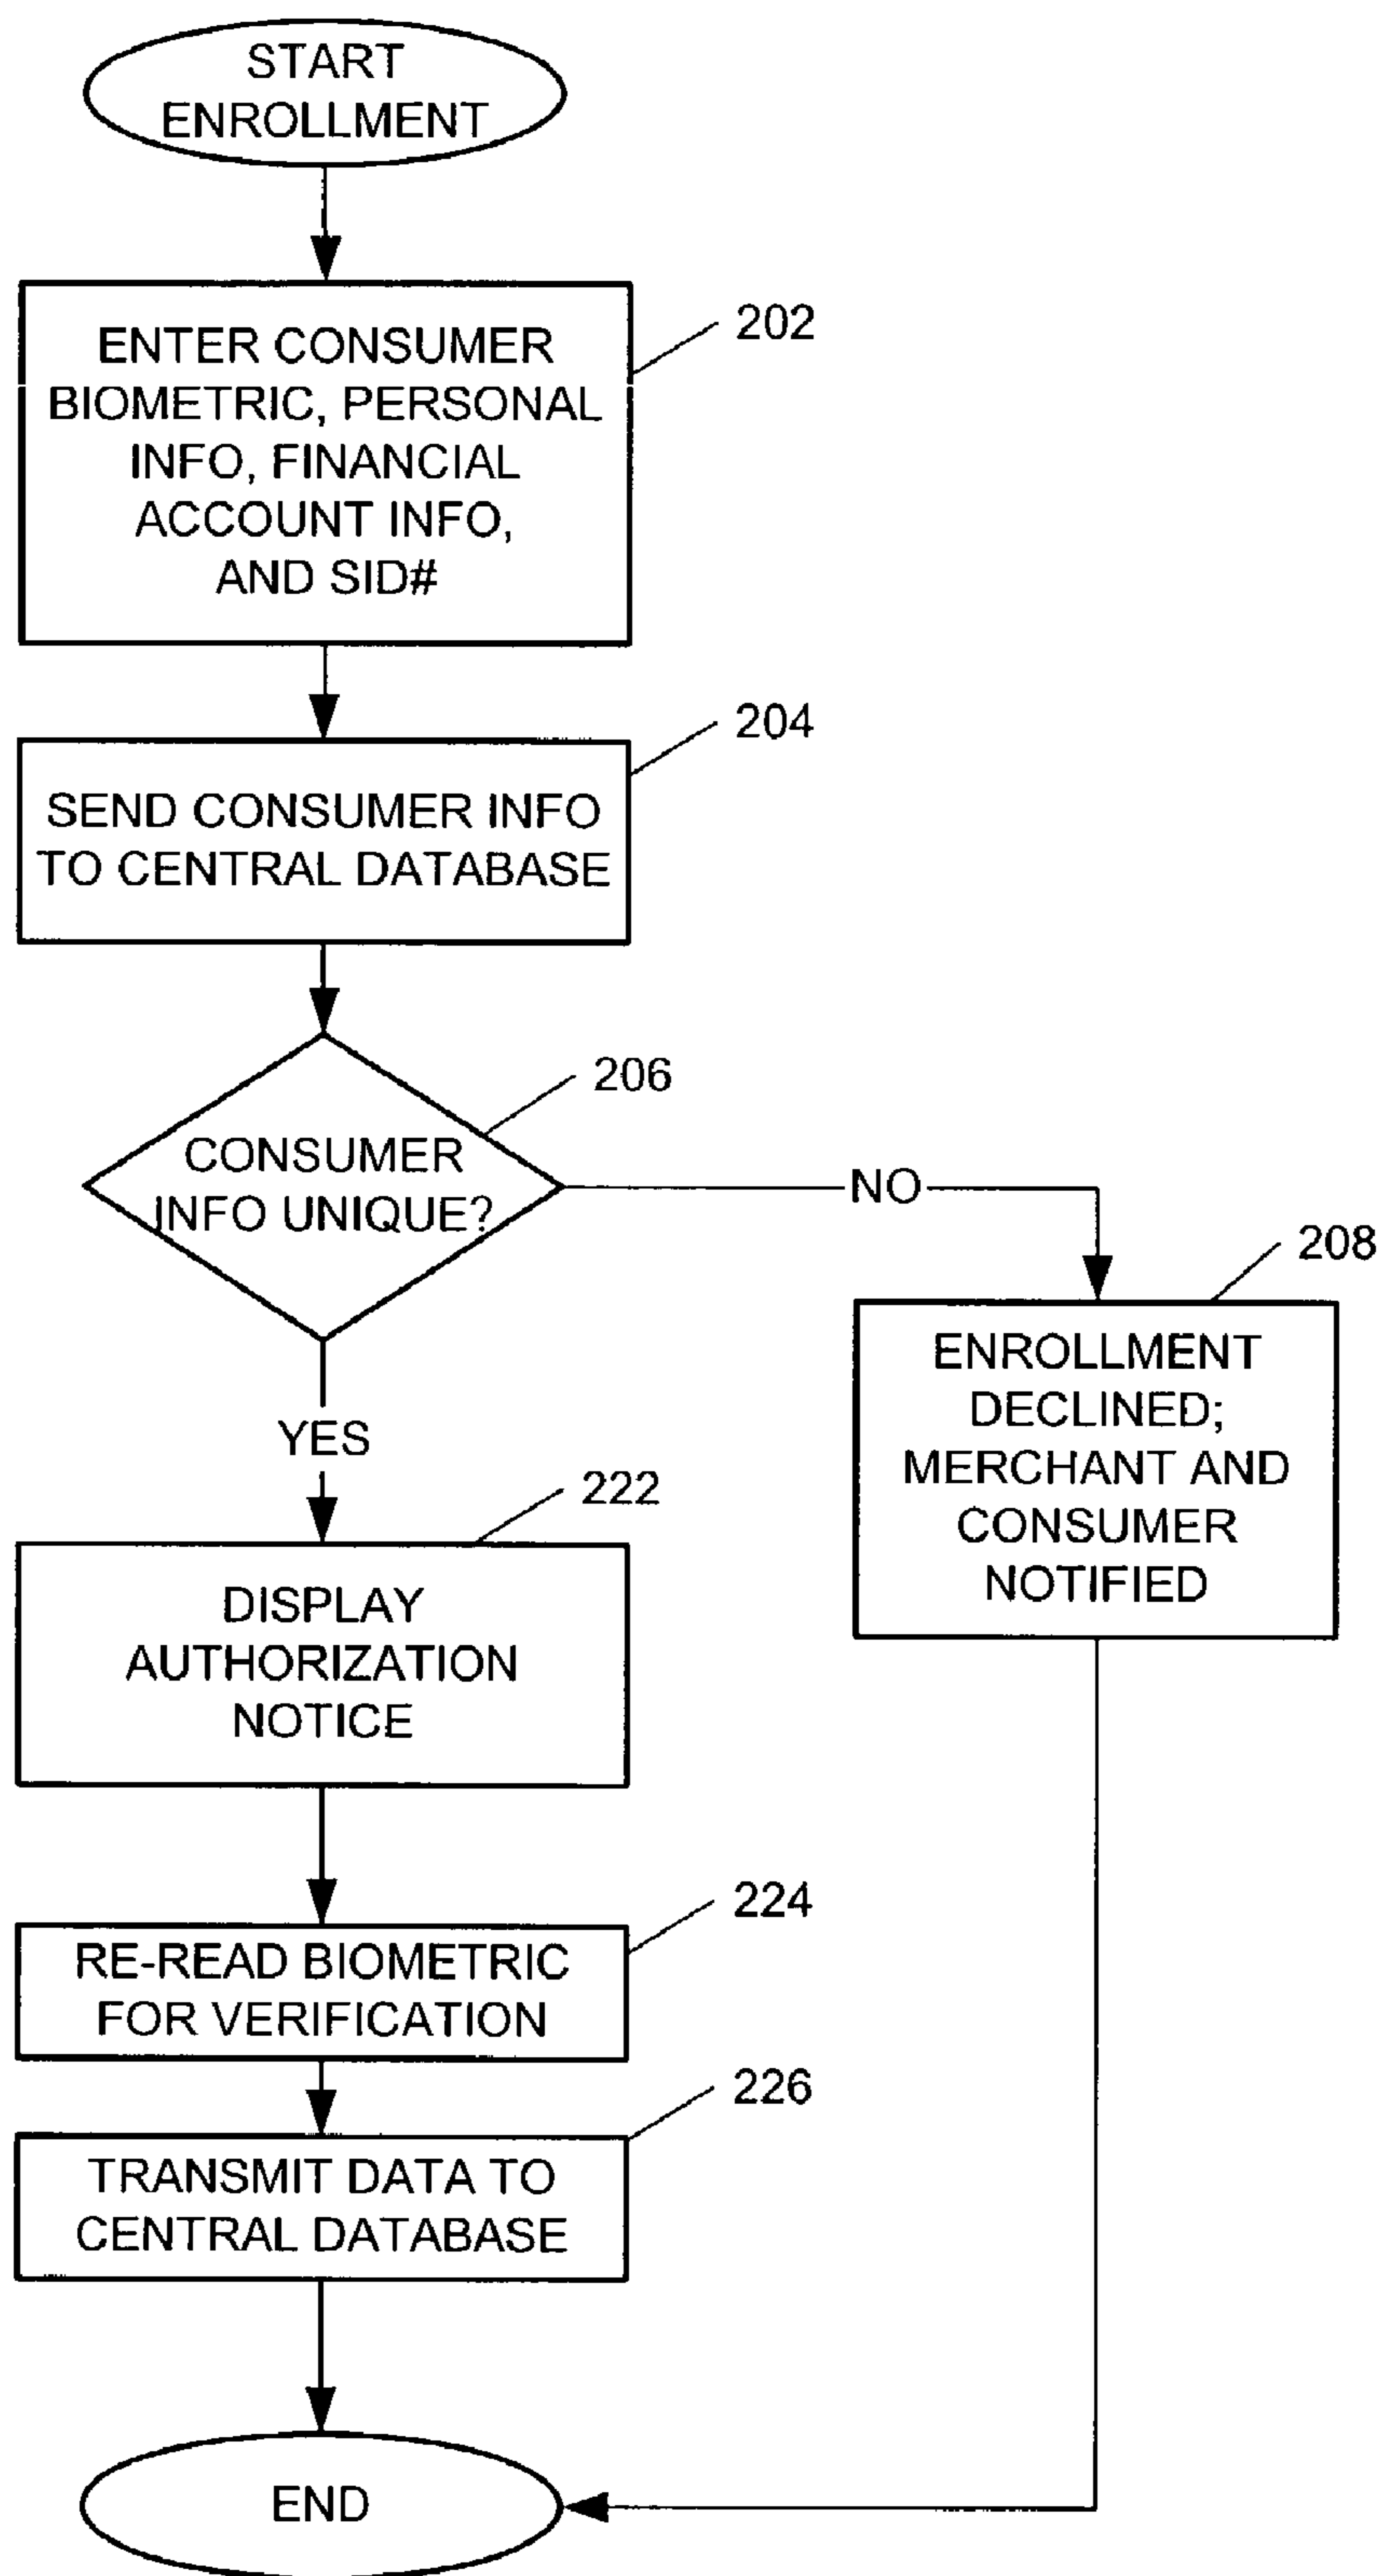 START
ENROLLMENT
202
ENTER CONSUMER
BIOMETRIC, PERSONAL
INFO, FINANCIAL
ACCOUNT INFO,
AND SID#
204
SEND CONSUMER INFO
TO CENTRAL DATABASE
206
CONSUMER
INFO UNIQUE?
NO
208
ENROLLMENT
DECLINED;
MERCHANT AND
CONSUMER
NOTIFIED
YES
222
DISPLAY
AUTHORIZATION
NOTICE
224
RE-READ BIOMETRIC
FOR VERIFICATION
226
TRANSMIT DATA TO
CENTRAL DATABASE
END